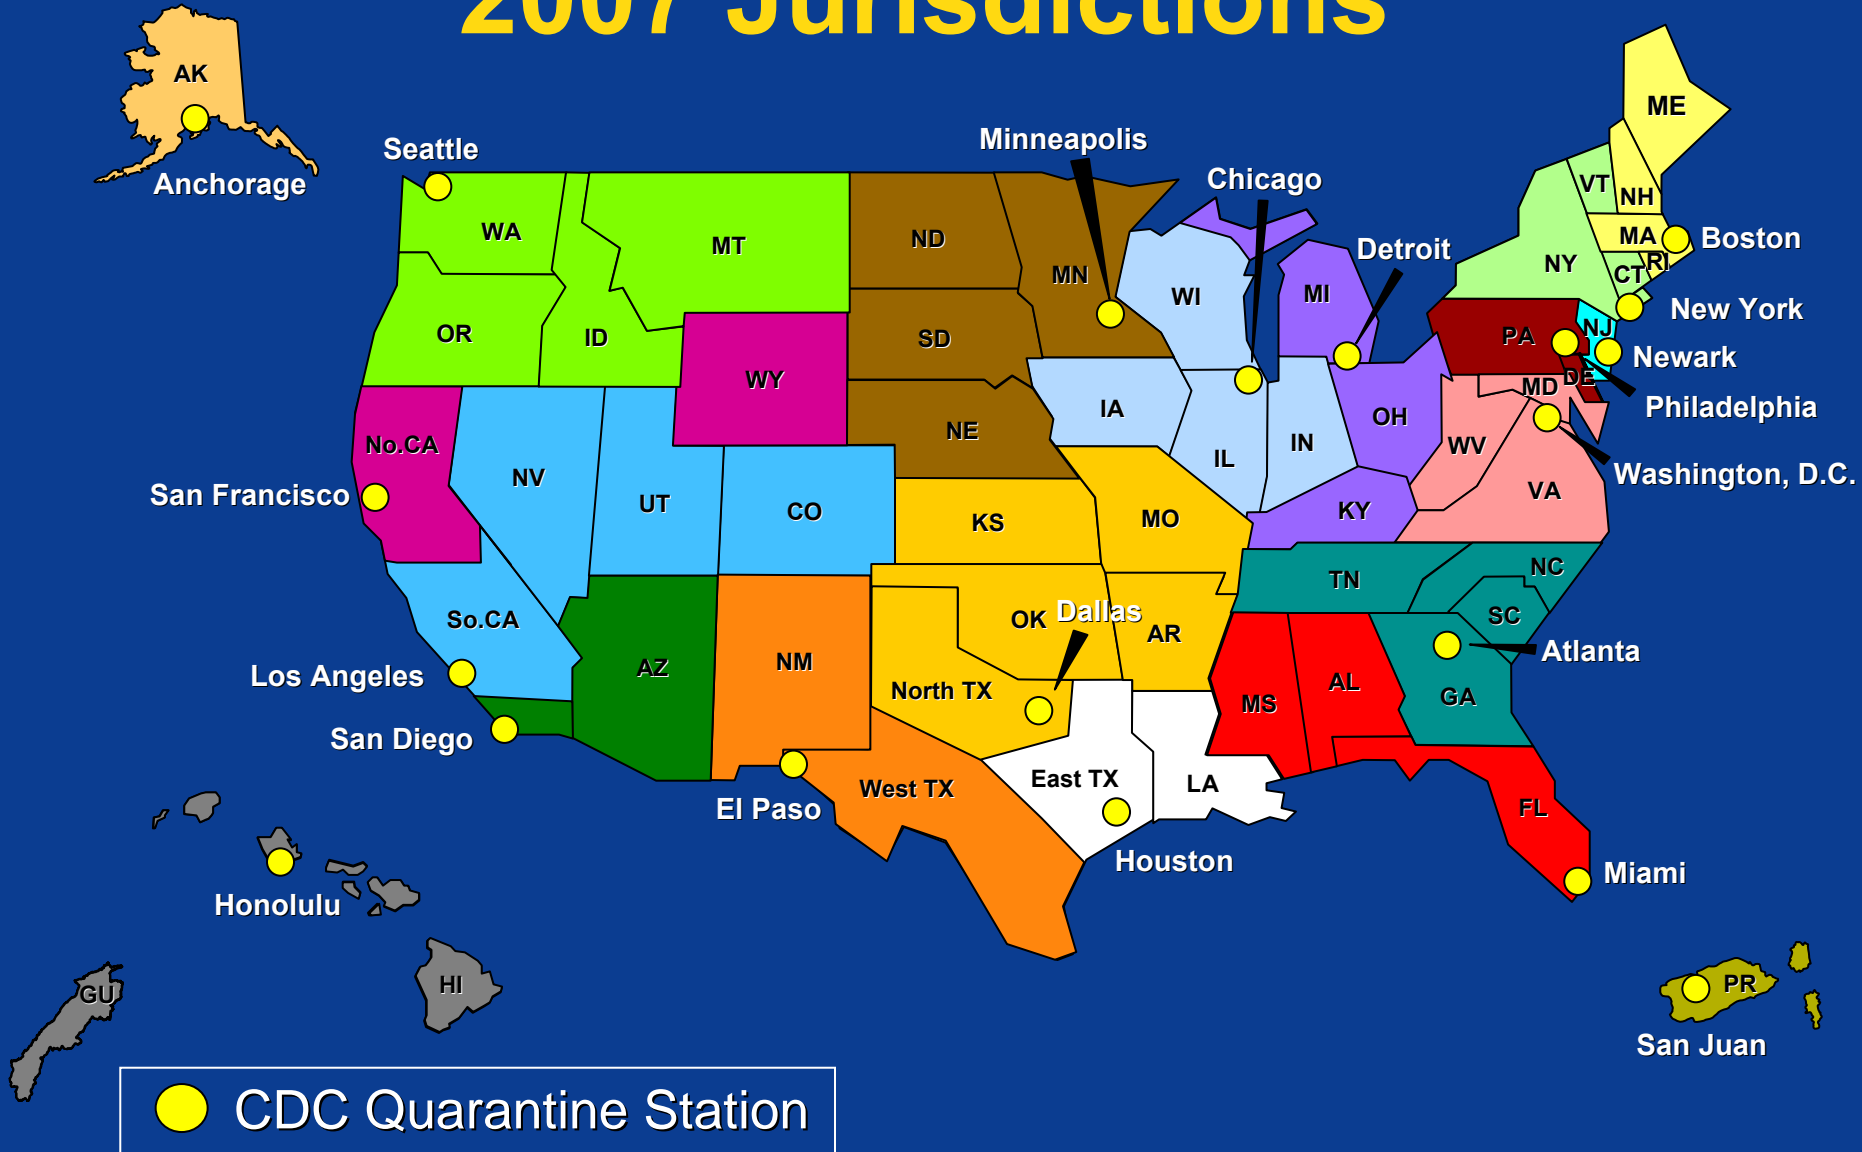 2007 Jurisdictions
AK
Anchorage
Seattle
Minneapolis
Chicago
Detroit
ME
VT
NH
MA
Boston
RI
CT
NY
New York
WA
MT
ND
MN
WI
MI
OR
ID
SD
WY
PA
NJ
Newark
DE
MD
Philadelphia
No.CA
NV
UT
CO
NE
IA
IL
IN
OH
WV
VA
Washington, D.C.
San Francisco
KS
MO
KY
TN
NC
SC
Atlanta
So.CA
Los Angeles
San Diego
AZ
NM
OK
Dallas
AR
North TX
MS
AL
GA
West TX
El Paso
East TX
LA
Houston
FL
Miami
Honolulu
HI
GU
PR
San Juan
CDC Quarantine Station